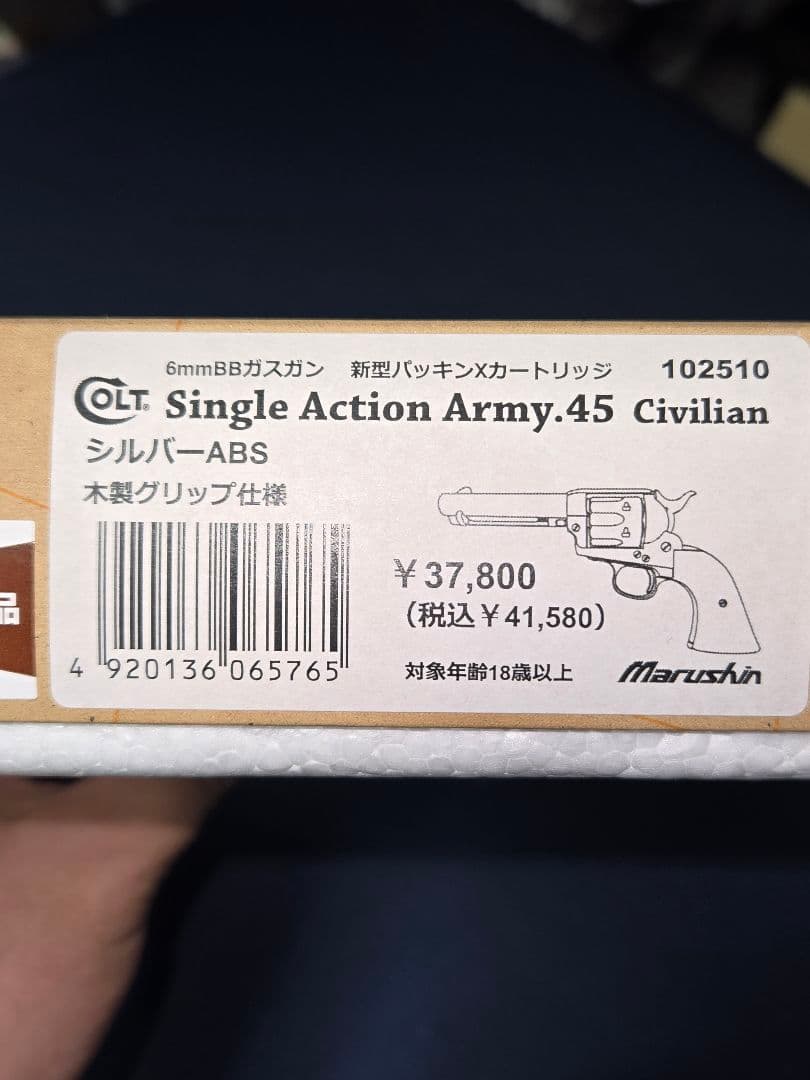 6mmBBガスガン 新型パッキンXカートリッジ 102510
COLT® Single Action Army.45 Civilian
シルバーABS
木製グリップ仕様
¥37,800
(税込¥41,580)
4 920136 065765
対象年齢18歳以上
Marushin
品